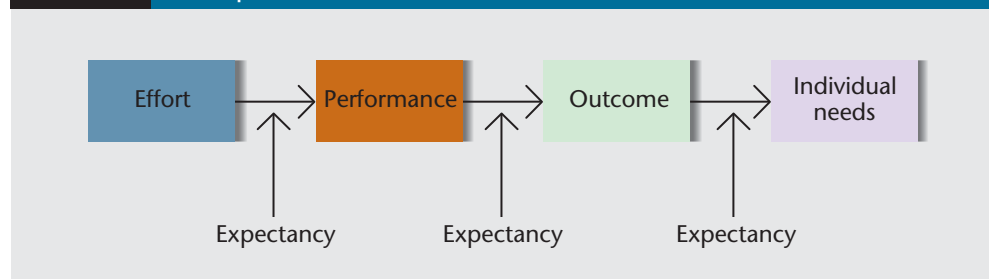 Effort
Performance
Outcome
Individual
needs
Expectancy
Expectancy
Expectancy